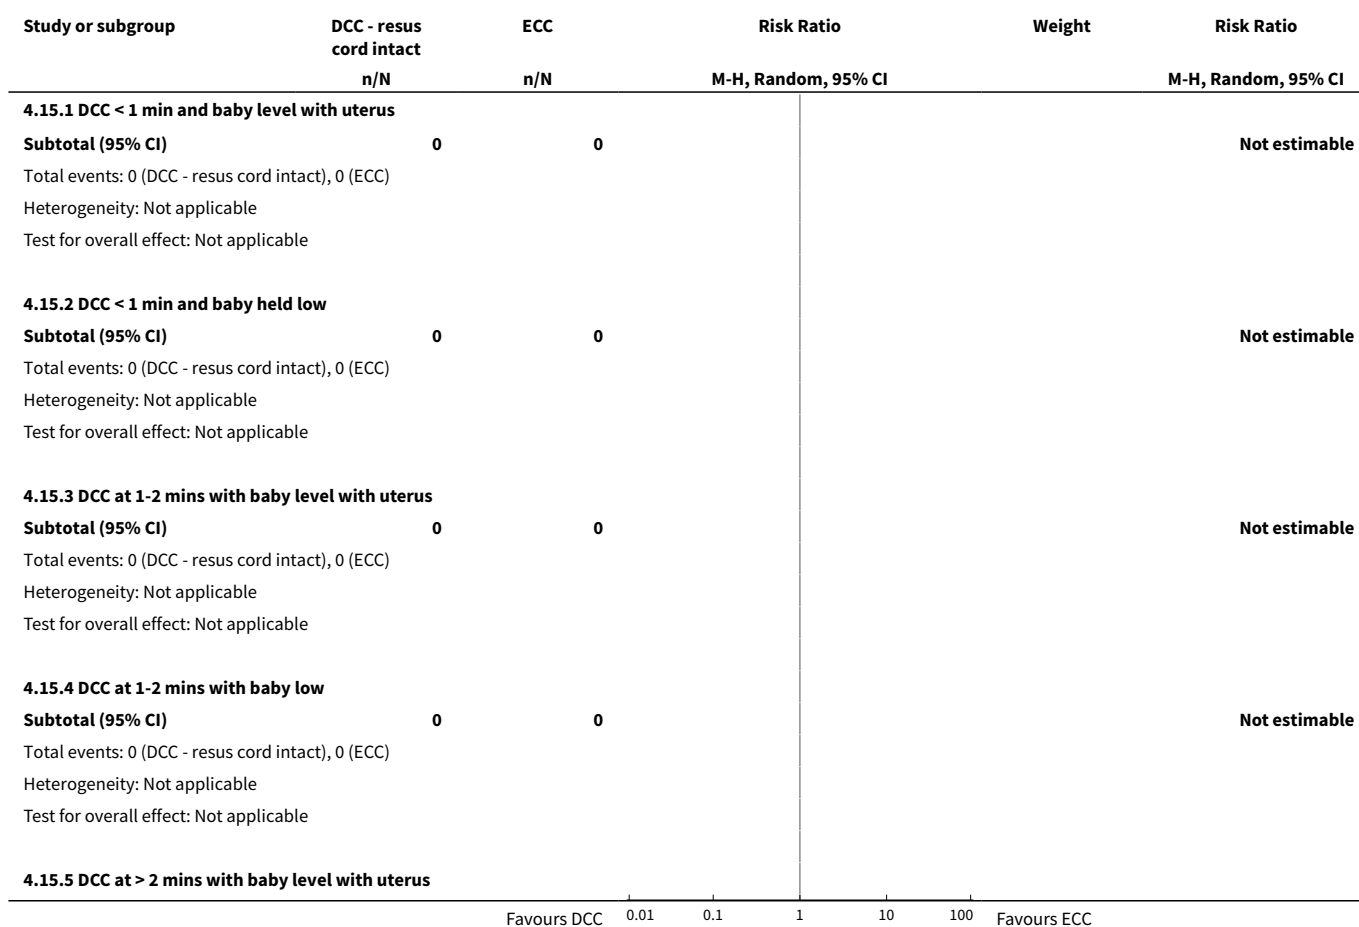 Study or subgroup DCC - resus ECC Risk Ratio Weight Risk Ratio
cord intact
n/N n/N M-H, Random, 95% CI M-H, Random, 95% CI
4.15.1 DCC < 1 min and baby level with uterus
Subtotal (95% CI) 0 0 Not estimable
Total events: 0 (DCC - resus cord intact), 0 (ECC)
Heterogeneity: Not applicable
Test for overall effect: Not applicable
4.15.2 DCC < 1 min and baby held low
Subtotal (95% CI) 0 0 Not estimable
Total events: 0 (DCC - resus cord intact), 0 (ECC)
Heterogeneity: Not applicable
Test for overall effect: Not applicable
4.15.3 DCC at 1-2 mins with baby level with uterus
Subtotal (95% CI) 0 0 Not estimable
Total events: 0 (DCC - resus cord intact), 0 (ECC)
Heterogeneity: Not applicable
Test for overall effect: Not applicable
4.15.4 DCC at 1-2 mins with baby low
Subtotal (95% CI) 0 0 Not estimable
Total events: 0 (DCC - resus cord intact), 0 (ECC)
Heterogeneity: Not applicable
Test for overall effect: Not applicable
4.15.5 DCC at > 2 mins with baby level with uterus
Favours DCC 0.01 0.1 1 10 100 Favours ECC